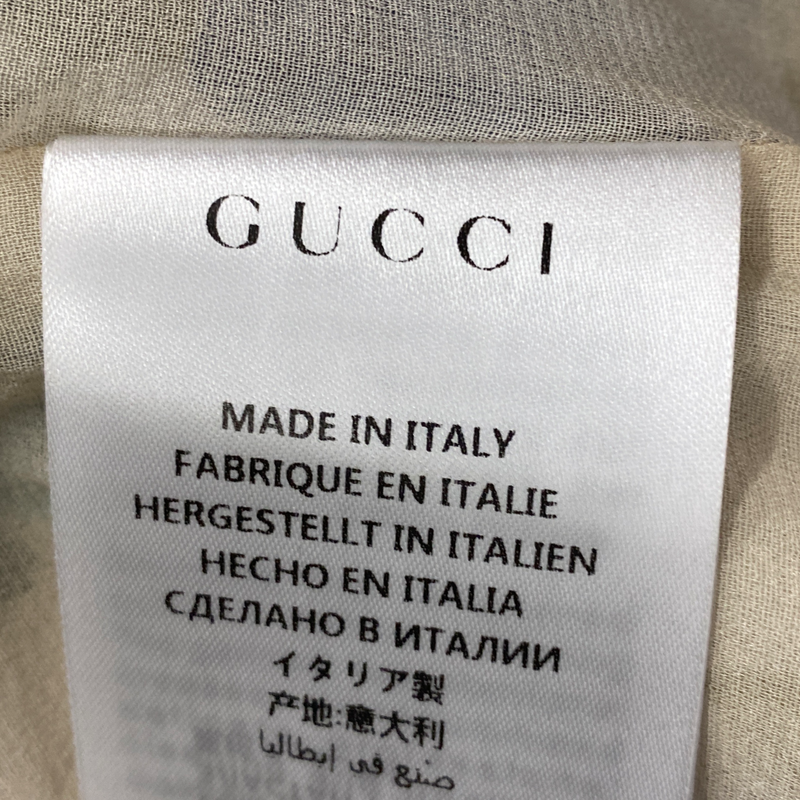 GUCCI
MADE IN ITALY
FABRIQUE EN ITALIE
HERGESTELLT IN ITALIEN
HECHO EN ITALIA
СДЕЛАНО В ИТАЛИИ
イタリア製
产地:意大利
صنع في إيطاليا